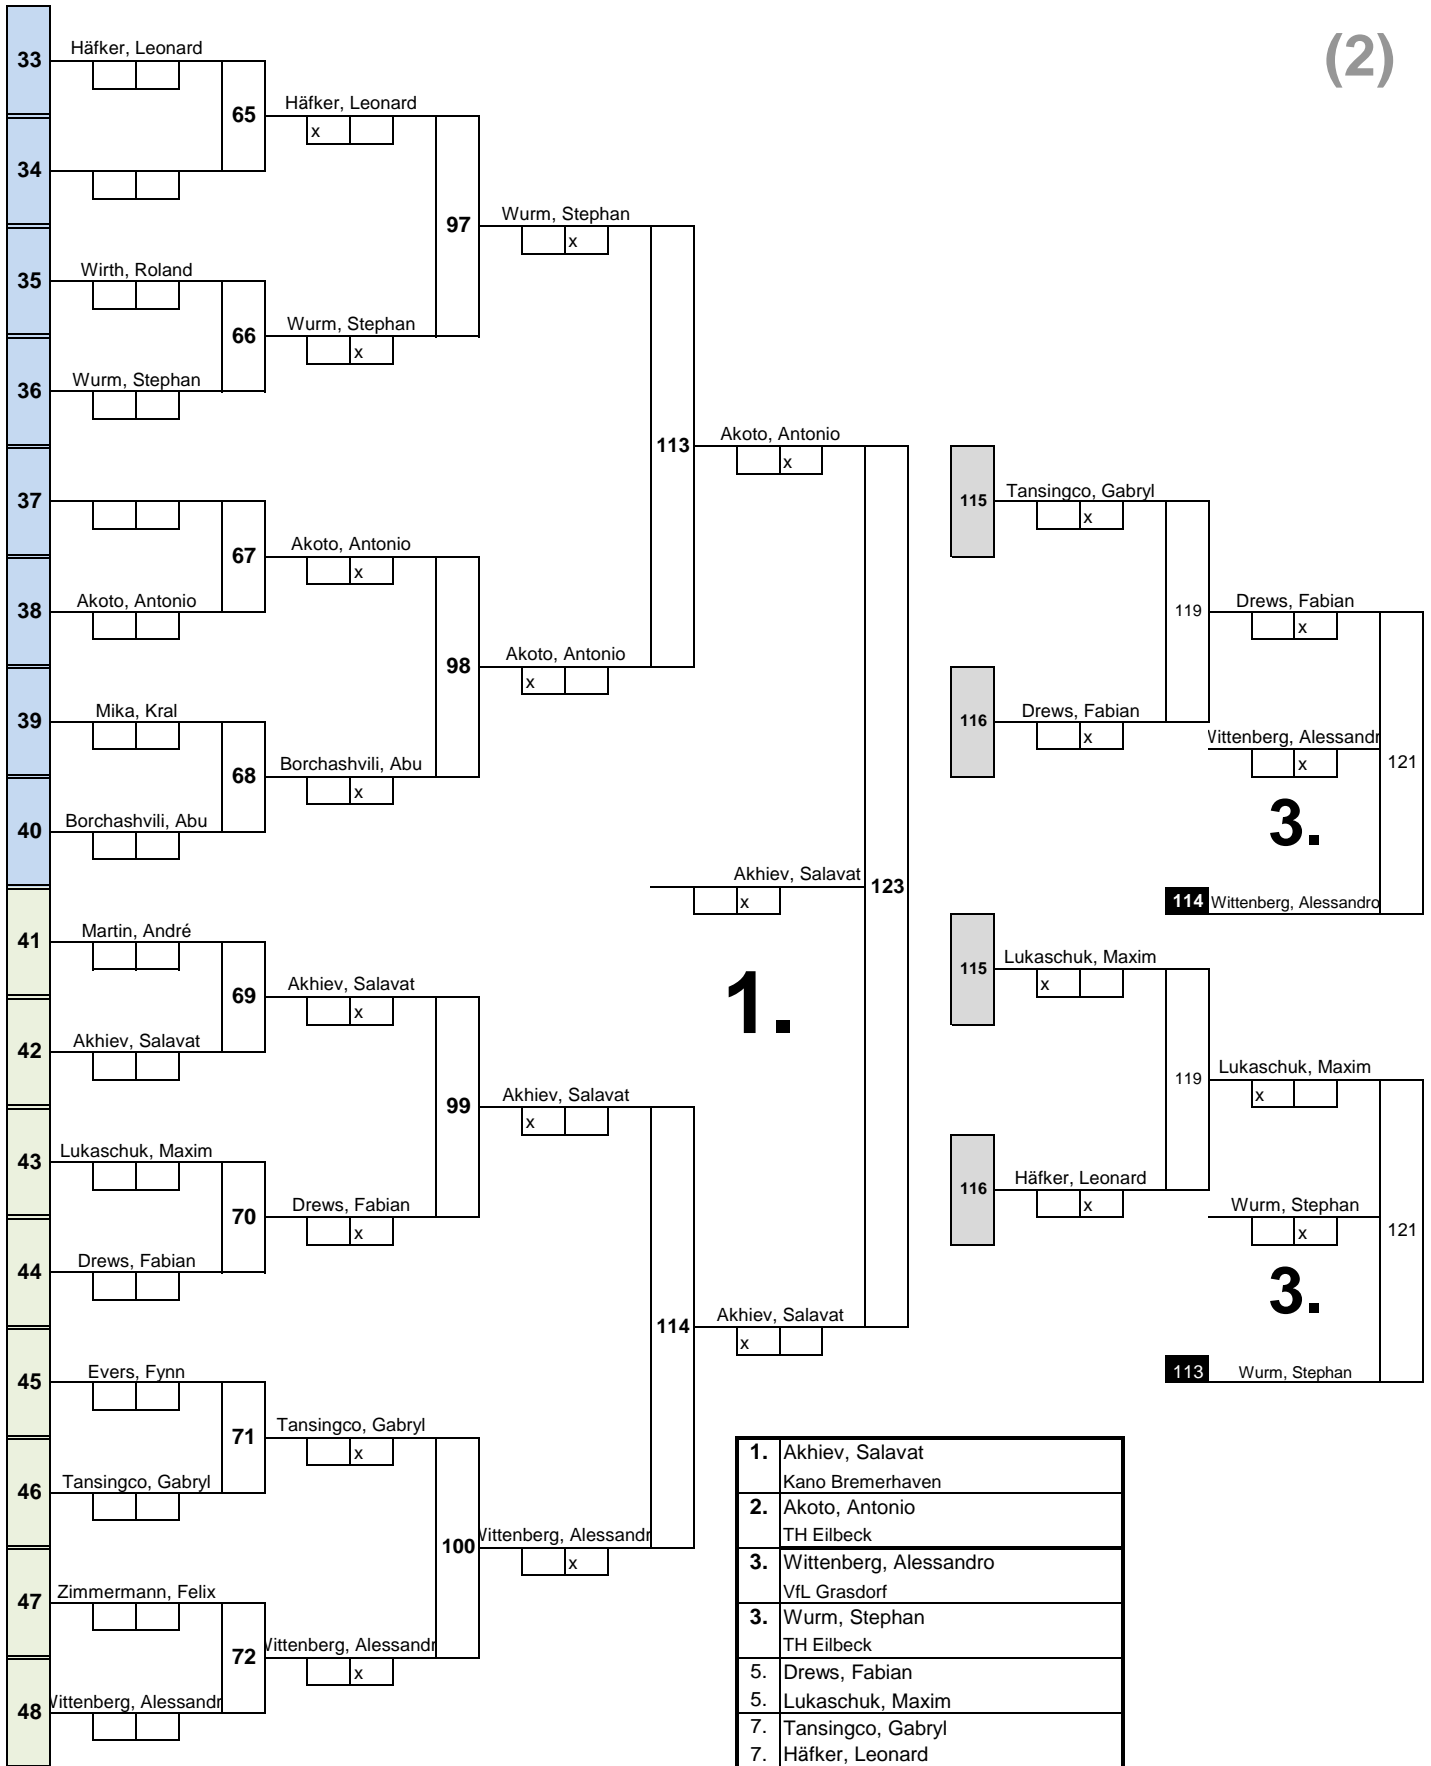 (2)
33
Häfker, Leonard
65
Häfker, Leonard
x
34
97
Wurm, Stephan
x
35
Wirth, Roland
66
Wurm, Stephan
x
36
Wurm, Stephan
113
Akoto, Antonio
x
37
67
Akoto, Antonio
x
38
Akoto, Antonio
98
Akoto, Antonio
x
39
Mika, Kral
68
Borchashvili, Abu
x
40
Borchashvili, Abu
Akhiev, Salavat
123
x
1.
41
Martin, André
69
Akhiev, Salavat
x
42
Akhiev, Salavat
99
Akhiev, Salavat
x
43
Lukaschuk, Maxim
70
Drews, Fabian
x
44
Drews, Fabian
114
Akhiev, Salavat
x
45
Evers, Fynn
71
Tansingco, Gabryl
x
46
Tansingco, Gabryl
100
Vittenberg, Alessandr
x
47
Zimmermann, Felix
72
Vittenberg, Alessandr
x
48
Vittenberg, Alessandr
115
Tansingco, Gabryl
x
119
Drews, Fabian
x
116
Drews, Fabian
x
Vittenberg, Alessandr
x
121
3.
114 Wittenberg, Alessandro
115
Lukaschuk, Maxim
x
119
Lukaschuk, Maxim
x
116
Häfker, Leonard
x
Wurm, Stephan
x
121
3.
113 Wurm, Stephan
1. Akhiev, Salavat
Kano Bremerhaven
2. Akoto, Antonio
TH Eilbeck
3. Wittenberg, Alessandro
VfL Grasdorf
3. Wurm, Stephan
TH Eilbeck
5. Drews, Fabian
5. Lukaschuk, Maxim
7. Tansingco, Gabryl
7. Häfker, Leonard